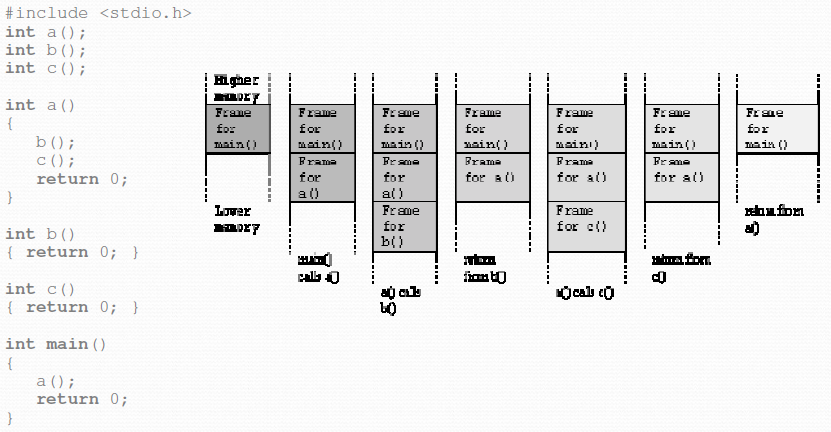 #include <stdio.h>
int a();
int b();
int c();
int a()
{
b();
c();
return 0;
}
int b()
{ return 0; }
int c()
{ return 0; }
int main()
{
a();
return 0;
}
Higher
memory
Frame
for
main()
Lower
memory
Frame
for
main()
Frame
for
a()
main()
calls a()
Frame
for
main()
Frame
for
a()
Frame
for
b()
a() calls
b()
Frame
for
main()
Frame
for a()
return
from b()
Frame
for
main()
Frame
for a()
Frame
for c()
a() calls c()
Frame
for
main()
Frame
for a()
return from
c()
Frame
for
main()
return from
a()